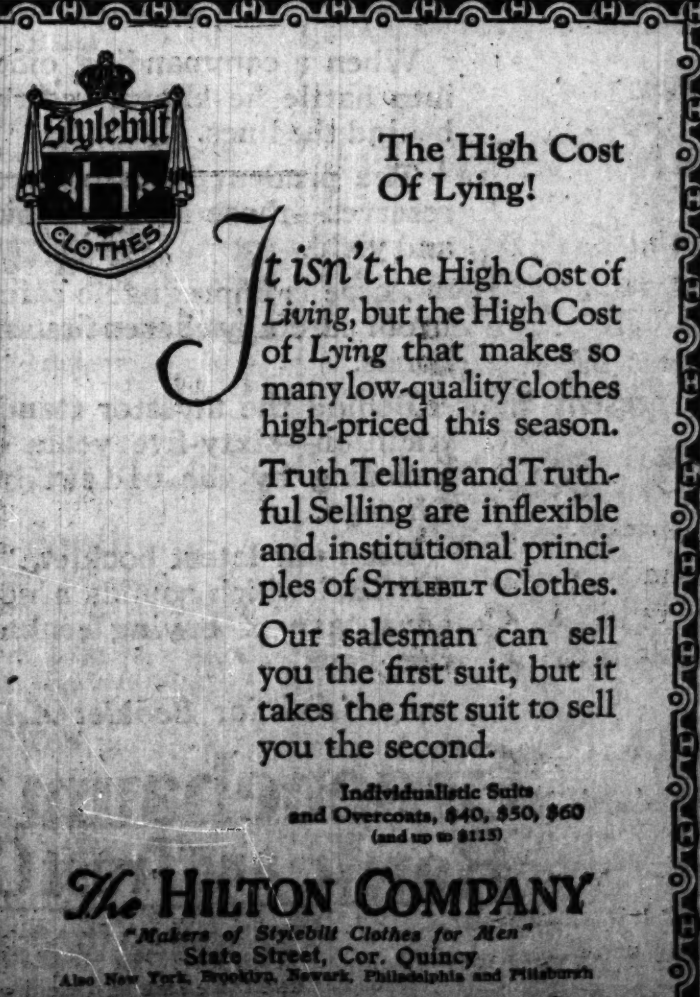 Stylebilt
H
CLOTHES
The High Cost
Of Lying!
It isn't the High Cost of
Living, but the High Cost
of Lying that makes so
many low-quality clothes
high-priced this season.
Truth Telling and Truth-
ful Selling are inflexible
and institutional princi-
ples of STYLEBILT Clothes.
Our salesman can sell
you the first suit, but it
takes the first suit to sell
you the second.
Individualistic Suits
and Overcoats, $40, $50, $60
(and up to $115)
The HILTON COMPANY
"Makers of Stylebilt Clothes for Men"
State Street, Cor. Quincy
Also New York, Brooklyn, Newark, Philadelphia and Pittsburgh